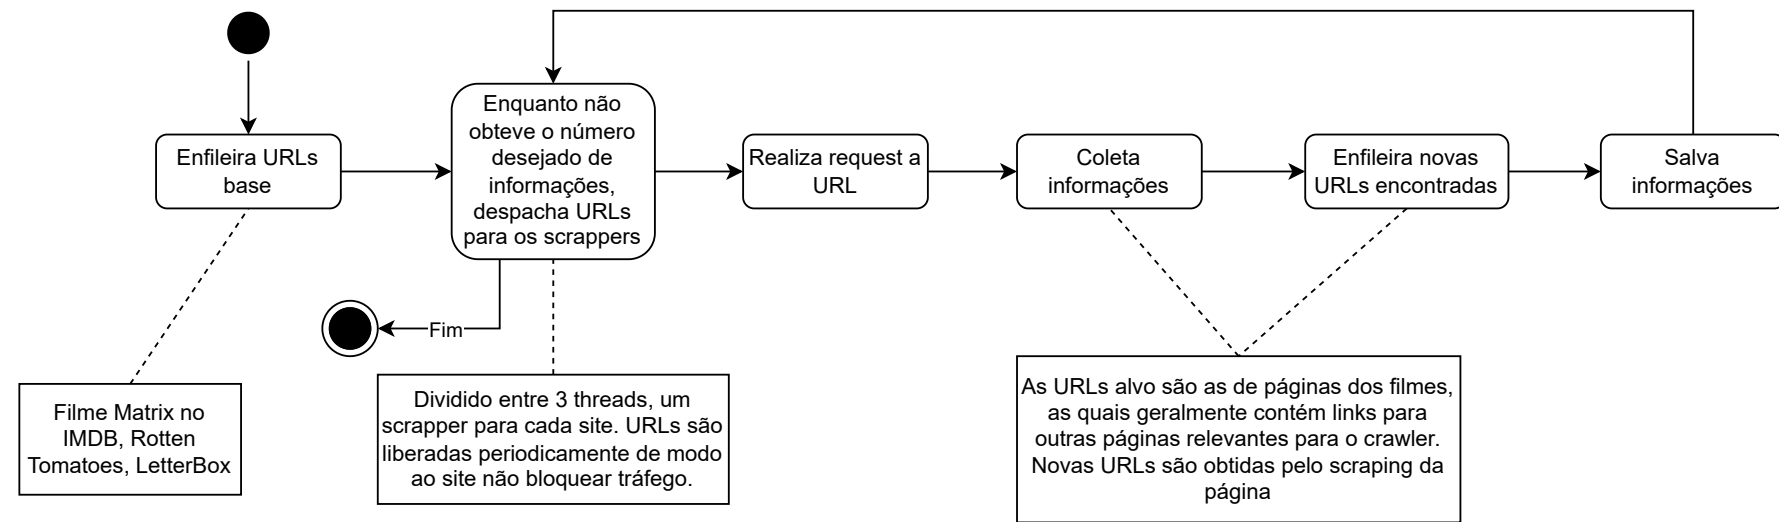 Enfileira URLs
base
Enquanto não
obteve o número
desejado de
informações,
despacha URLs
para os scrappers
Realiza request a
URL
Coleta
informações
Enfileira novas
URLs encontradas
Salva
informações
Fim
Filme Matrix no
IMDB, Rotten
Tomatoes, LetterBox
Dividido entre 3 threads, um
scrapper para cada site. URLs são
liberadas periodicamente de modo
ao site não bloquear tráfego.
As URLs alvo são as de páginas dos filmes,
as quais geralmente contém links para
outras páginas relevantes para o crawler.
Novas URLs são obtidas pelo scraping da
página